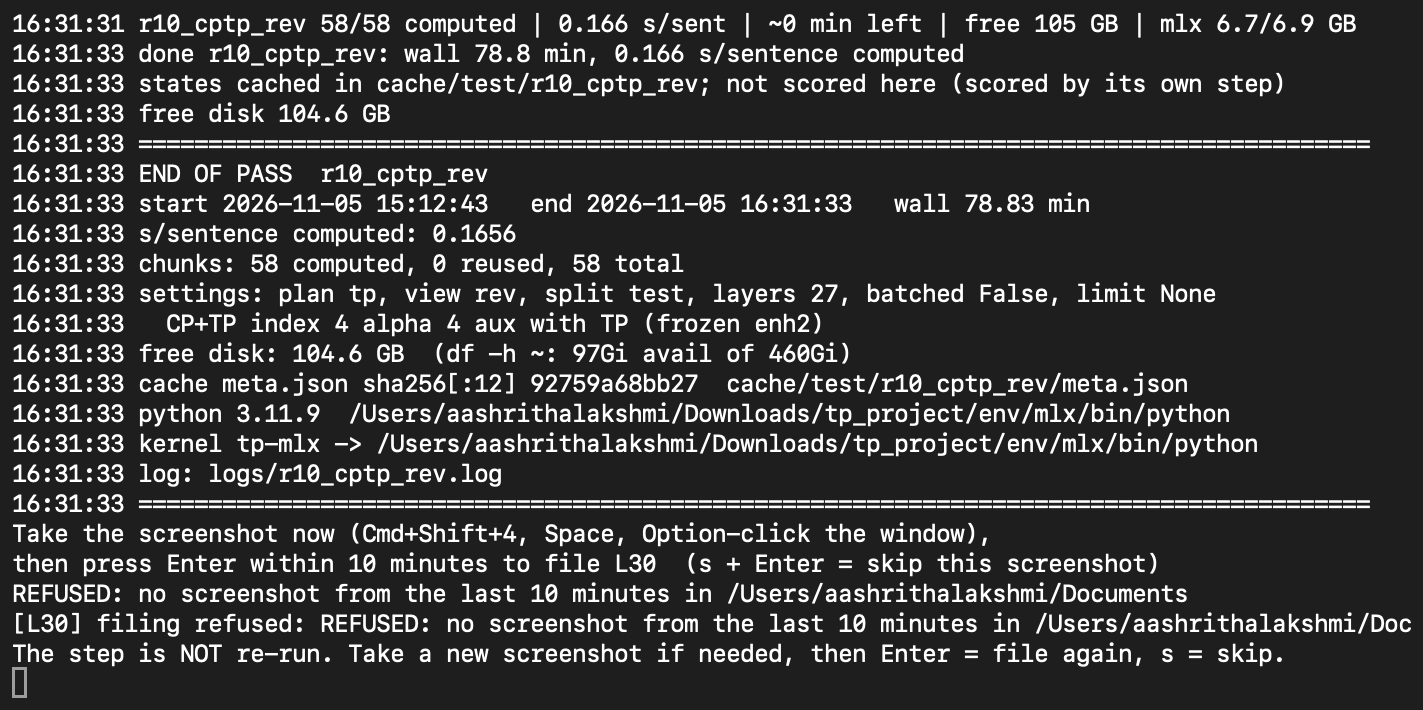 16:31:31 r10_cptp_rev 58/58 computed | 0.166 s/sent | ~0 min left | free 105 GB | mlx 6.7/6.9 GB
16:31:33 done r10_cptp_rev: wall 78.8 min, 0.166 s/sentence computed
16:31:33 states cached in cache/test/r10_cptp_rev; not scored here (scored by its own step)
16:31:33 free disk 104.6 GB
16:31:33 ========================================================================================
16:31:33 END OF PASS  r10_cptp_rev
16:31:33 start 2026-11-05 15:12:43   end 2026-11-05 16:31:33   wall 78.83 min
16:31:33 s/sentence computed: 0.1656
16:31:33 chunks: 58 computed, 0 reused, 58 total
16:31:33 settings: plan tp, view rev, split test, layers 27, batched False, limit None
16:31:33   CP+TP index 4 alpha 4 aux with TP (frozen enh2)
16:31:33 free disk: 104.6 GB  (df -h ~: 97Gi avail of 460Gi)
16:31:33 cache meta.json sha256[:12] 92759a68bb27  cache/test/r10_cptp_rev/meta.json
16:31:33 python 3.11.9  /Users/aashrithalakshmi/Downloads/tp_project/env/mlx/bin/python
16:31:33 kernel tp-mlx -> /Users/aashrithalakshmi/Downloads/tp_project/env/mlx/bin/python
16:31:33 log: logs/r10_cptp_rev.log
16:31:33 ========================================================================================
Take the screenshot now (Cmd+Shift+4, Space, Option-click the window),
then press Enter within 10 minutes to file L30  (s + Enter = skip this screenshot)
REFUSED: no screenshot from the last 10 minutes in /Users/aashrithalakshmi/Documents
[L30] filing refused: REFUSED: no screenshot from the last 10 minutes in /Users/aashrithalakshmi/Doc
The step is NOT re-run. Take a new screenshot if needed, then Enter = file again, s = skip.